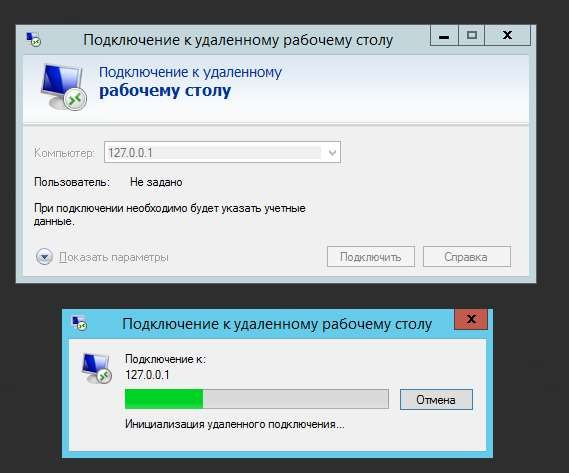 Подключение к удаленному рабочему столу
Подключение к удаленному
рабочему столу
Компьютер: 127.0.0.1
Пользователь: Не задано
При подключении необходимо будет указать учетные
данные.
Показать параметры Подключить Справка
Подключение к удаленному рабочему столу
Подключение к:
127.0.0.1
Отмена
Инициализация удаленного подключения...